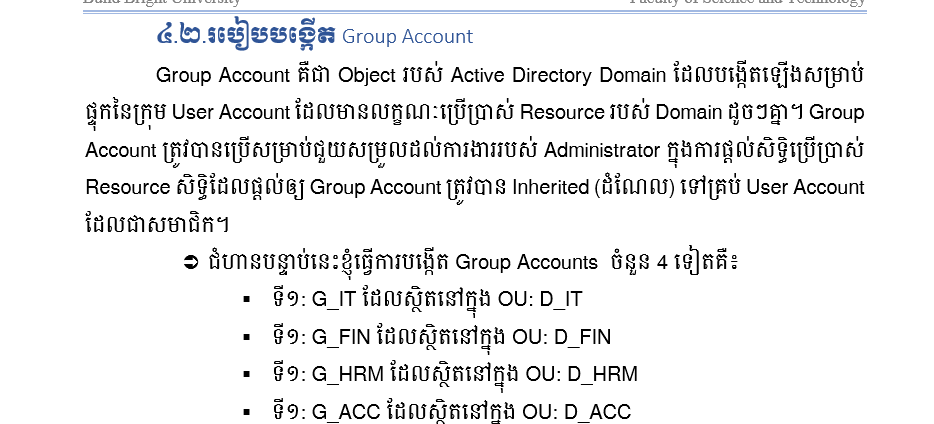 Build Bright University Faculty of Science and Technology
៤.២.របៀបបង្កើត Group Account
Group Account គឺជា Object របស់ Active Directory Domain ដែលបង្កើតឡើងសម្រាប់
ផ្ទុកនៃក្រុម User Account ដែលមានលក្ខណៈប្រើប្រាស់ Resource របស់ Domain ដូចៗគ្នា។ Group
Account ត្រូវបានប្រើសម្រាប់ជួយសម្រួលដល់ការងាររបស់ Administrator ក្នុងការផ្តល់សិទ្ធិប្រើប្រាស់
Resource សិទ្ធិដែលផ្តល់ឲ្យ Group Account ត្រូវបាន Inherited (ដំណែល) ទៅគ្រប់ User Account
ដែលជាសមាជិក។
➲ ជំហានបន្ទាប់នេះខ្ញុំធ្វើការបង្កើត Group Accounts ចំនួន 4 ទៀតគឺ៖
▪ ទី១: G_IT ដែលស្ថិតនៅក្នុង OU: D_IT
▪ ទី១: G_FIN ដែលស្ថិតនៅក្នុង OU: D_FIN
▪ ទី១: G_HRM ដែលស្ថិតនៅក្នុង OU: D_HRM
▪ ទី១: G_ACC ដែលស្ថិតនៅក្នុង OU: D_ACC